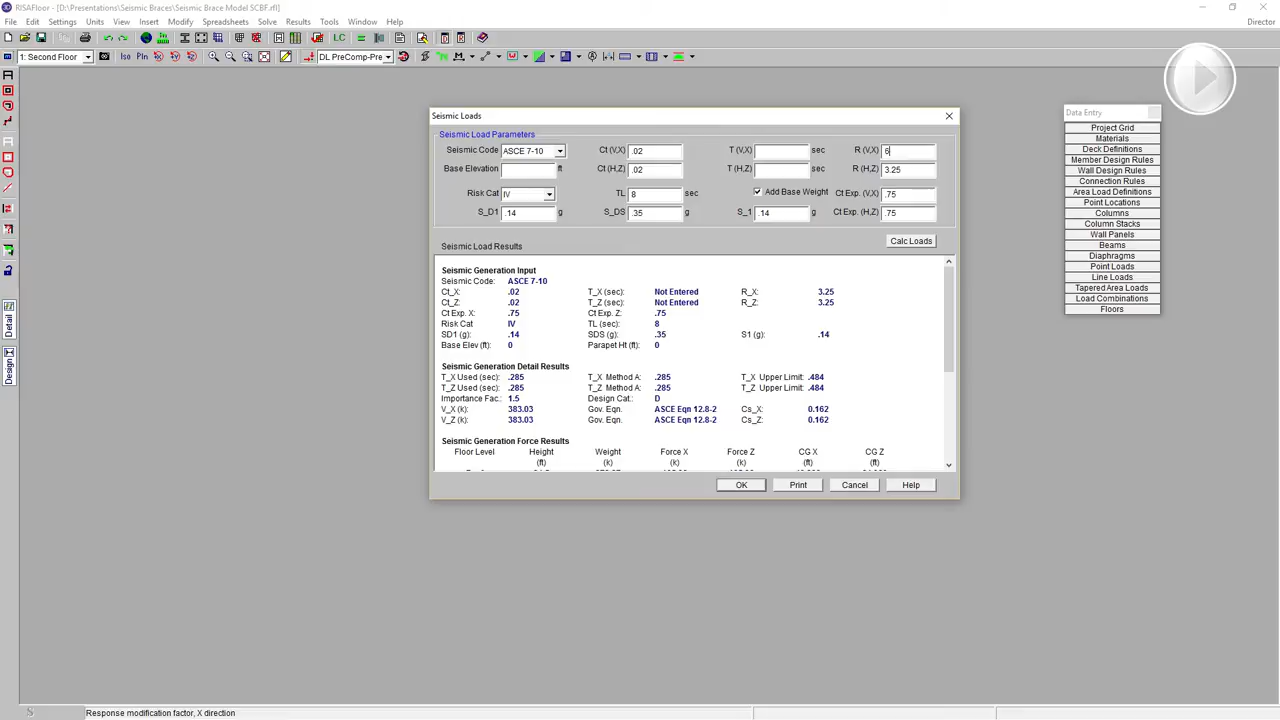 RISAFloor - [D:\Presentations\Seismic Braces\Seismic Brace Model SCBF.rfl]
File Edit Settings Units View Insert Modify Spreadsheets Solve Results Tools Window Help
Director
LC
1: Second Floor Iso Pln DL PreComp-Pre
Detail
Design
Seismic Loads
Seismic Load Parameters
Seismic Code ASCE 7-10 Ct (V,X) .02 T (V,X) sec R (V,X) 6
Base Elevation ft Ct (H,Z) .02 T (H,Z) sec R (H,Z) 3.25
Risk Cat IV TL 8 sec Add Base Weight Ct Exp. (V,X) .75
S_D1 .14 g S_DS .35 g S_1 .14 g Ct Exp. (H,Z) .75
Calc Loads
Seismic Load Results
Seismic Generation Input
Seismic Code: ASCE 7-10
Ct_X: .02 T_X (sec): Not Entered R_X: 3.25
Ct_Z: .02 T_Z (sec): Not Entered R_Z: 3.25
Ct Exp. X: .75 Ct Exp. Z: .75
Risk Cat IV TL (sec): 8
SD1 (g): .14 SDS (g): .35 S1 (g): .14
Base Elev (ft): 0 Parapet Ht (ft): 0
Seismic Generation Detail Results
T_X Used (sec): .285 T_X Method A: .285 T_X Upper Limit: .484
T_Z Used (sec): .285 T_Z Method A: .285 T_Z Upper Limit: .484
Importance Fac.: 1.5 Design Cat.: D
V_X (k): 383.03 Gov. Eqn. ASCE Eqn 12.8-2 Cs_X: 0.162
V_Z (k): 383.03 Gov. Eqn. ASCE Eqn 12.8-2 Cs_Z: 0.162
Seismic Generation Force Results
Floor Level Height Weight Force X Force Z CG X CG Z
(ft) (k) (k) (k) (ft) (ft)
OK Print Cancel Help
Data Entry
Project Grid
Materials
Deck Definitions
Member Design Rules
Wall Design Rules
Connection Rules
Area Load Definitions
Point Locations
Columns
Column Stacks
Wall Panels
Beams
Diaphragms
Point Loads
Line Loads
Tapered Area Loads
Load Combinations
Floors
S Response modification factor, X direction